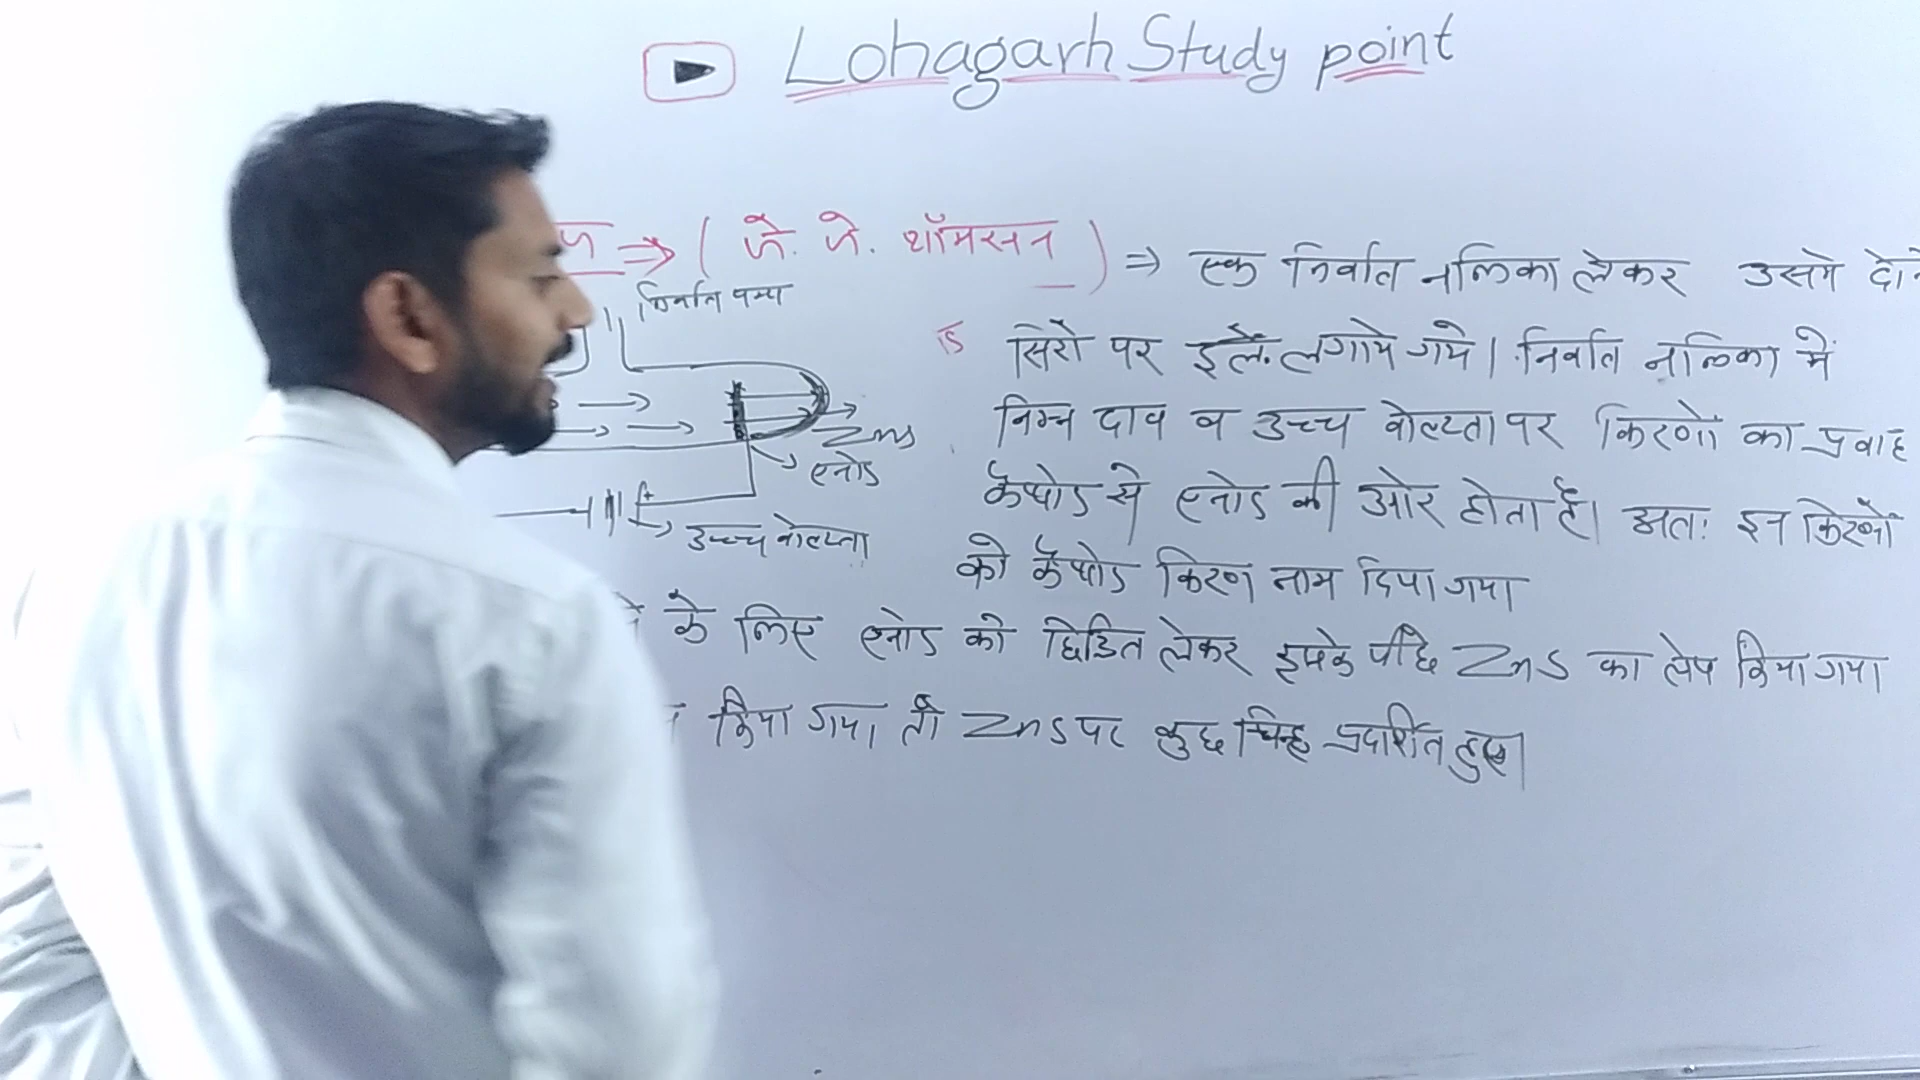 Lohagarh Study point
ज ⇒ ( जे. जे. थॉमसन ) ⇒ एक निर्वात नलिका लेकर उसमे दोनो
निर्वात पम्प
सिरों पर इलै. लगाये गये। निर्वात नलिका में
निम्न दाव व उच्च वोल्टता पर किरणों का प्रवाह
ZnS
एनोड
कैथोड से एनोड की ओर होता है। अतः इन किरणों
उच्च वोल्टता
को कैथोड किरण नाम दिया गया
के लिए एनोड को छिद्रित लेकर इसके पीछे ZnS का लेप किया गया
किया गया तो ZnS पर कुछ चिन्ह प्रदर्शित हुए।